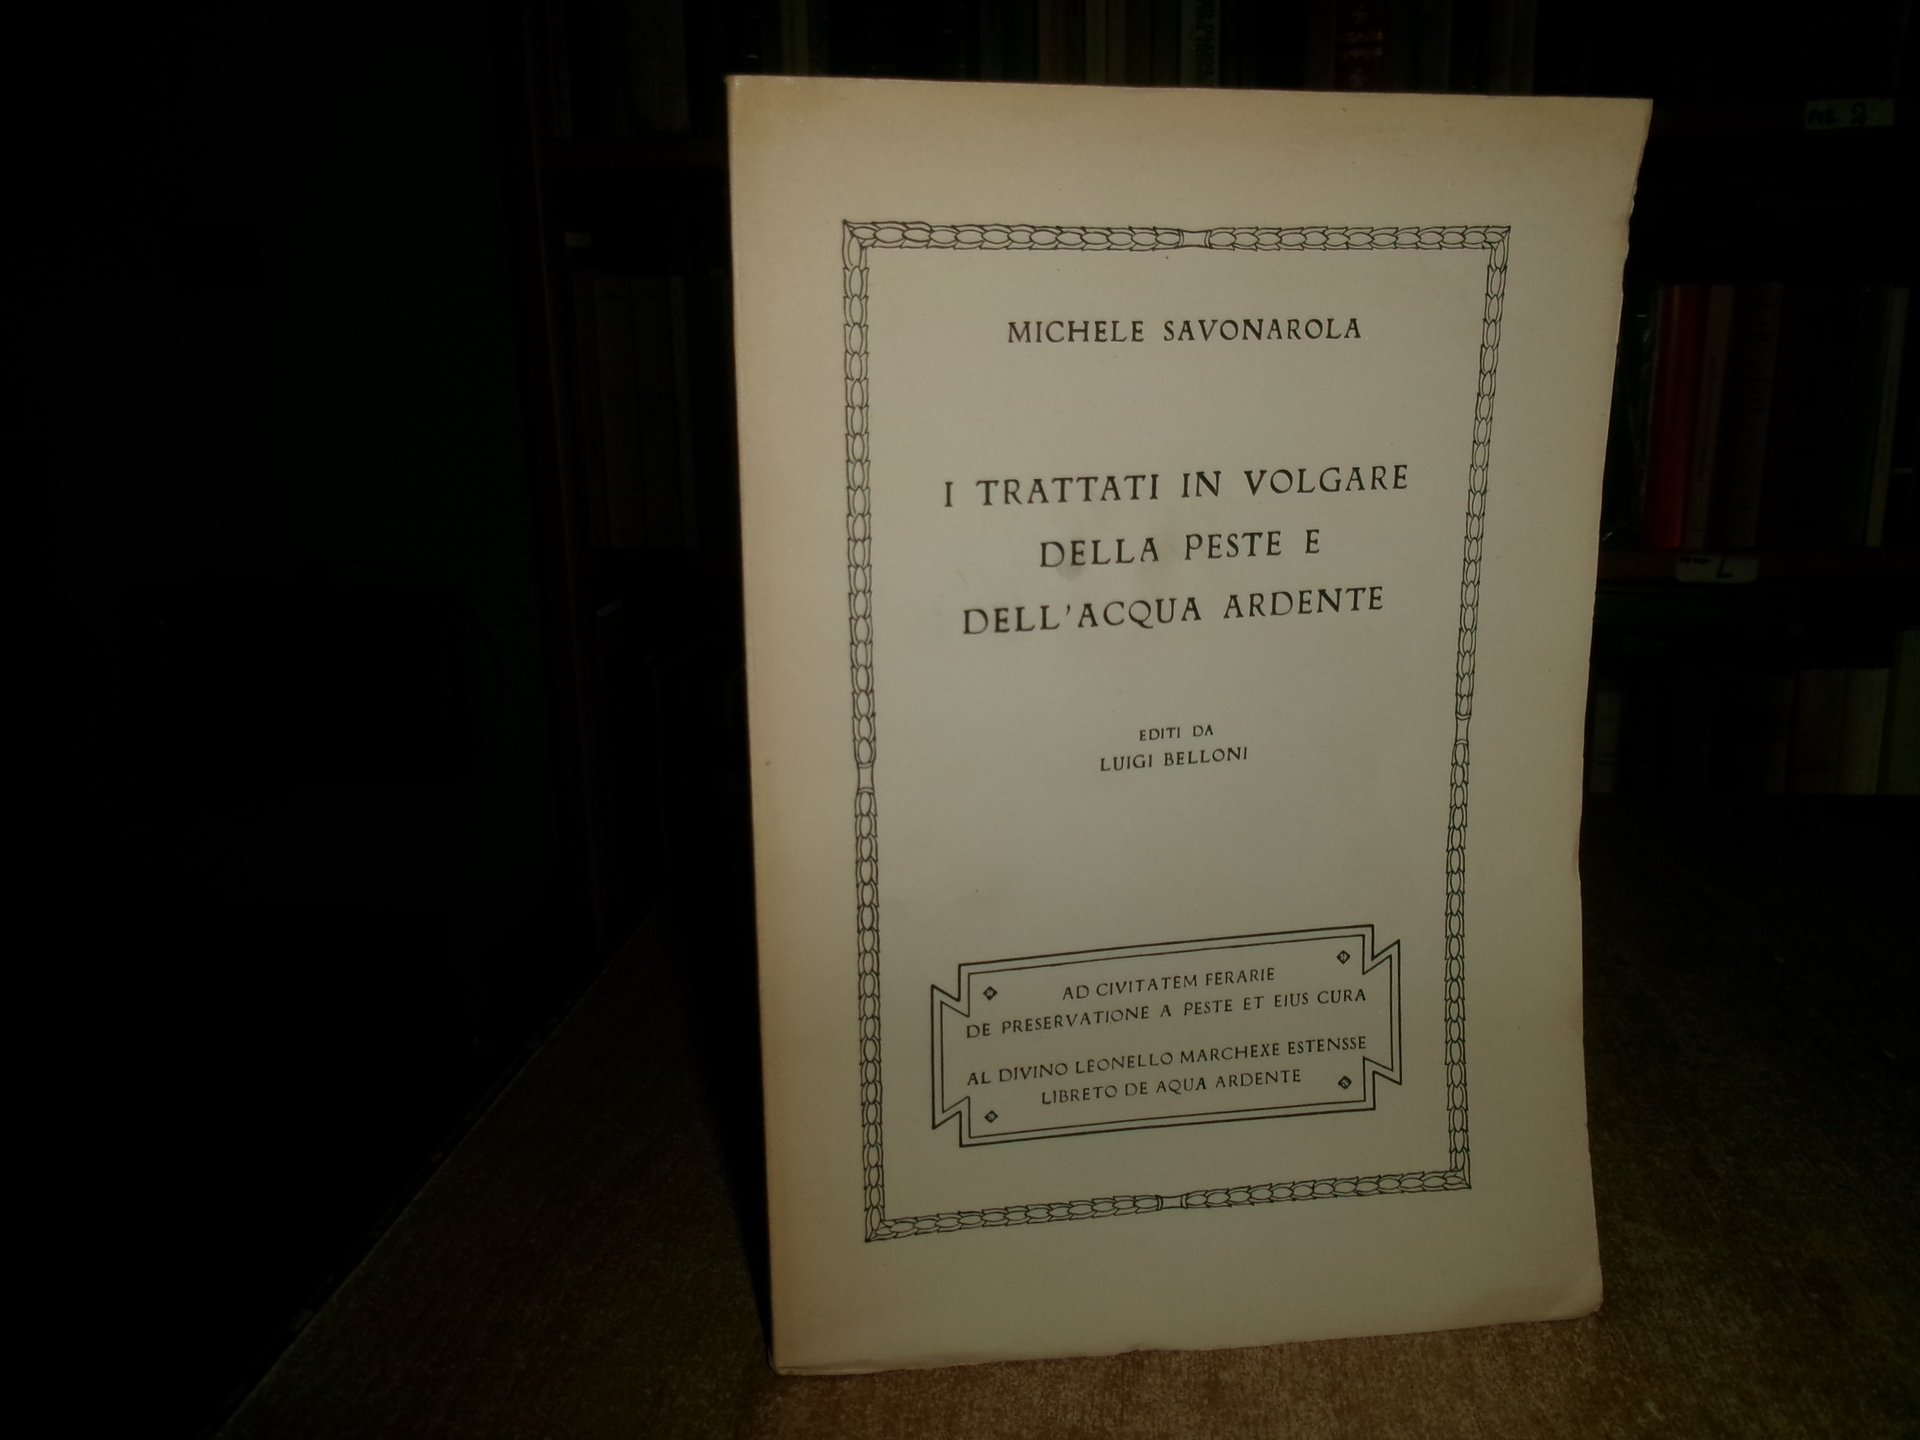 MICHELE SAVONAROLA
I TRATTATI IN VOLGARE
DELLA PESTE E
DELL'ACQUA ARDENTE
EDITI DA
LUIGI BELLONI
AD CIVITATEM FERARIE
DE PRESERVATIONE A PESTE ET EIUS CURA
AL DIVINO LEONELLO MARCHEXE ESTENSSE
LIBRETO DE AQUA ARDENTE